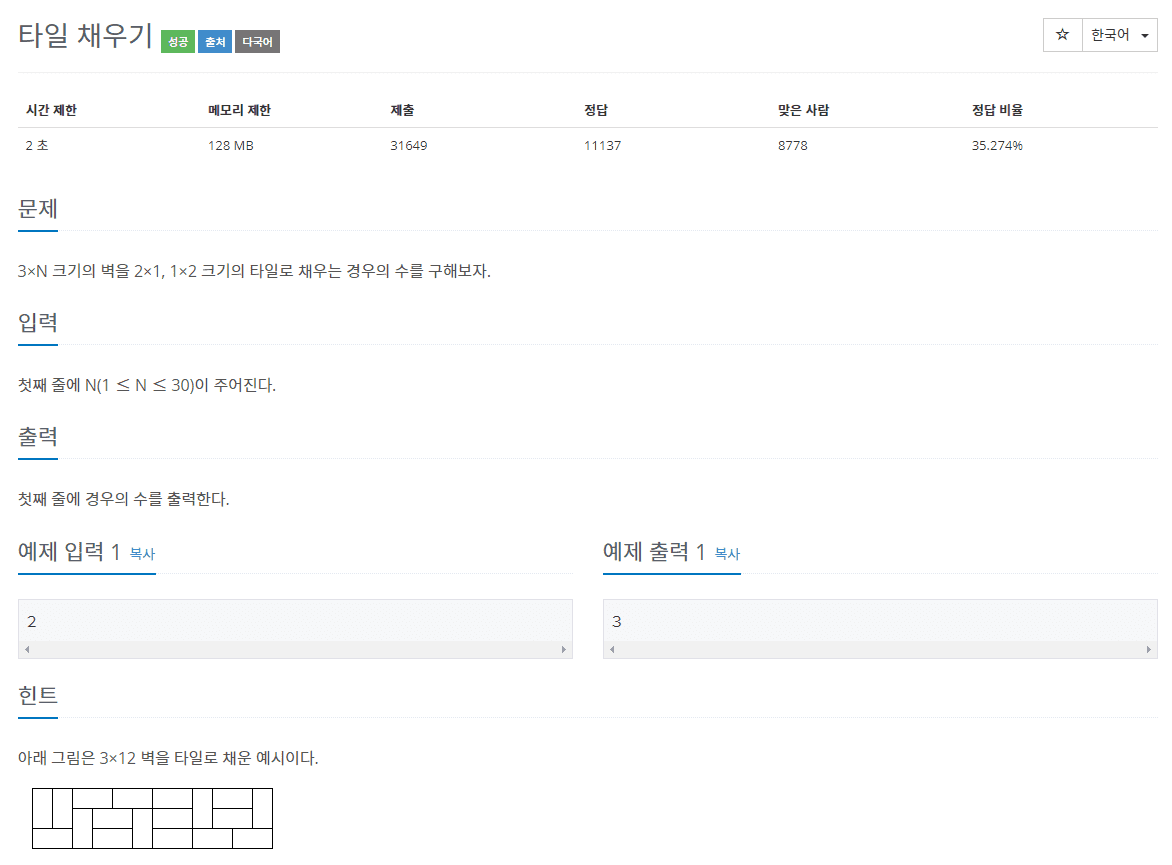 타일 채우기 성공 출처 다국어
☆ 한국어
시간 제한 메모리 제한 제출 정답 맞은 사람 정답 비율
2 초 128 MB 31649 11137 8778 35.274%
문제
3×N 크기의 벽을 2×1, 1×2 크기의 타일로 채우는 경우의 수를 구해보자.
입력
첫째 줄에 N(1 ≤ N ≤ 30)이 주어진다.
출력
첫째 줄에 경우의 수를 출력한다.
예제 입력 1 복사
2
예제 출력 1 복사
3
힌트
아래 그림은 3×12 벽을 타일로 채운 예시이다.